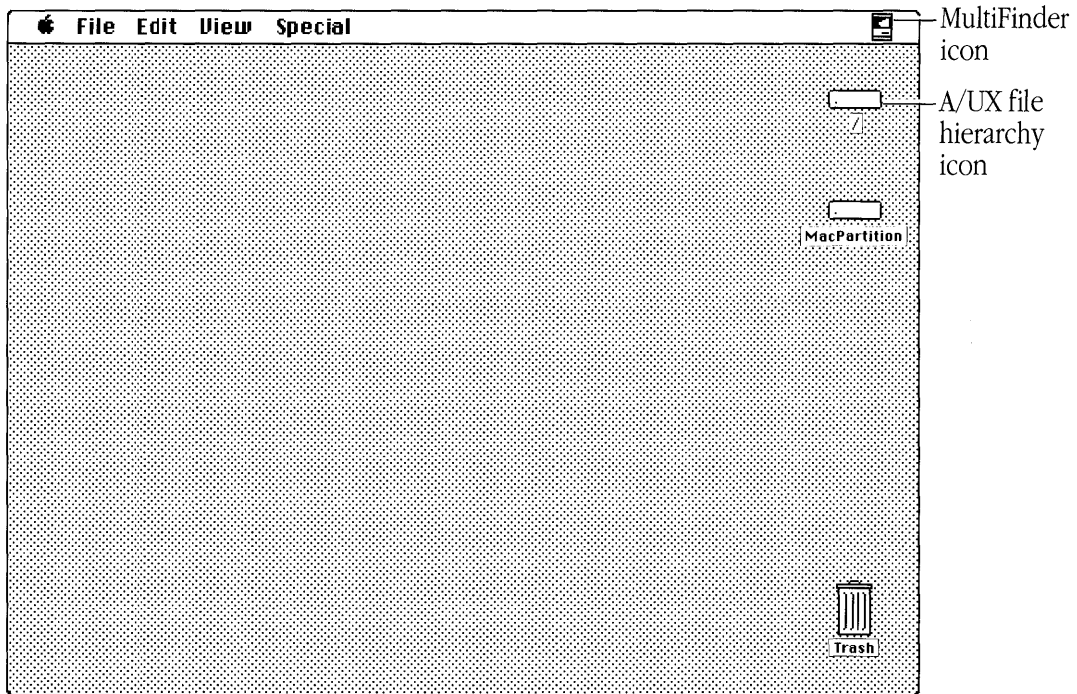 File Edit View Special
MultiFinder
icon
A/UX file
hierarchy
icon
/
MacPartition
Trash